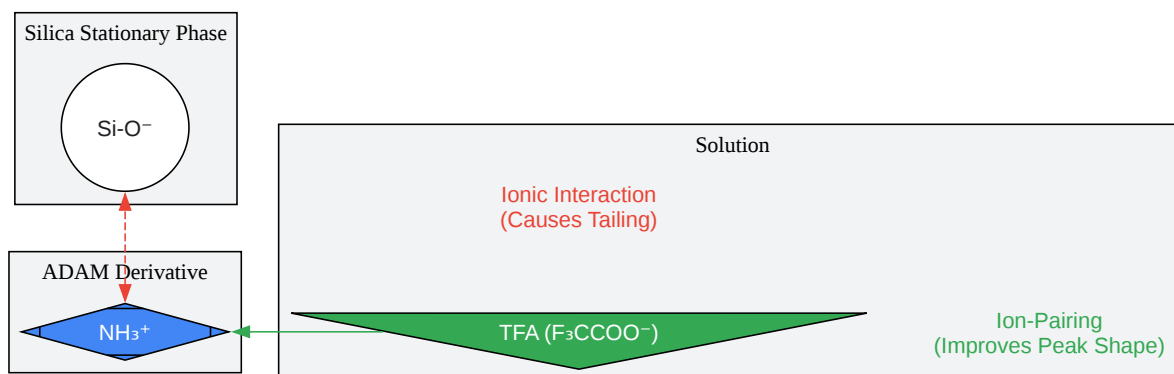 Silica Stationary Phase
Si-O⁻
Solution
Ionic Interaction
(Causes Tailing)
ADAM Derivative
NH₃⁺
TFA (F₃CCOO⁻)
Ion-Pairing
(Improves Peak Shape)